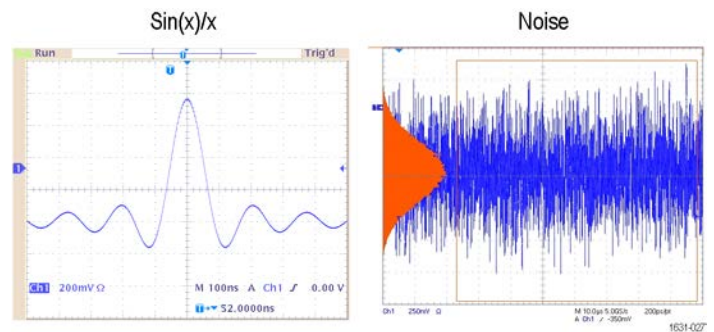 Sin(x)/x
Noise
Run
Trig'd
T
T
1
Ch1 200mV Ω
M 100ns A Ch1 ƒ 0.00 V
T 52.0000ns
Ch1 250mV Ω
M 10.0µs 5.0GS/s 200ps/pt
A Ch1 -350mV
1631-027